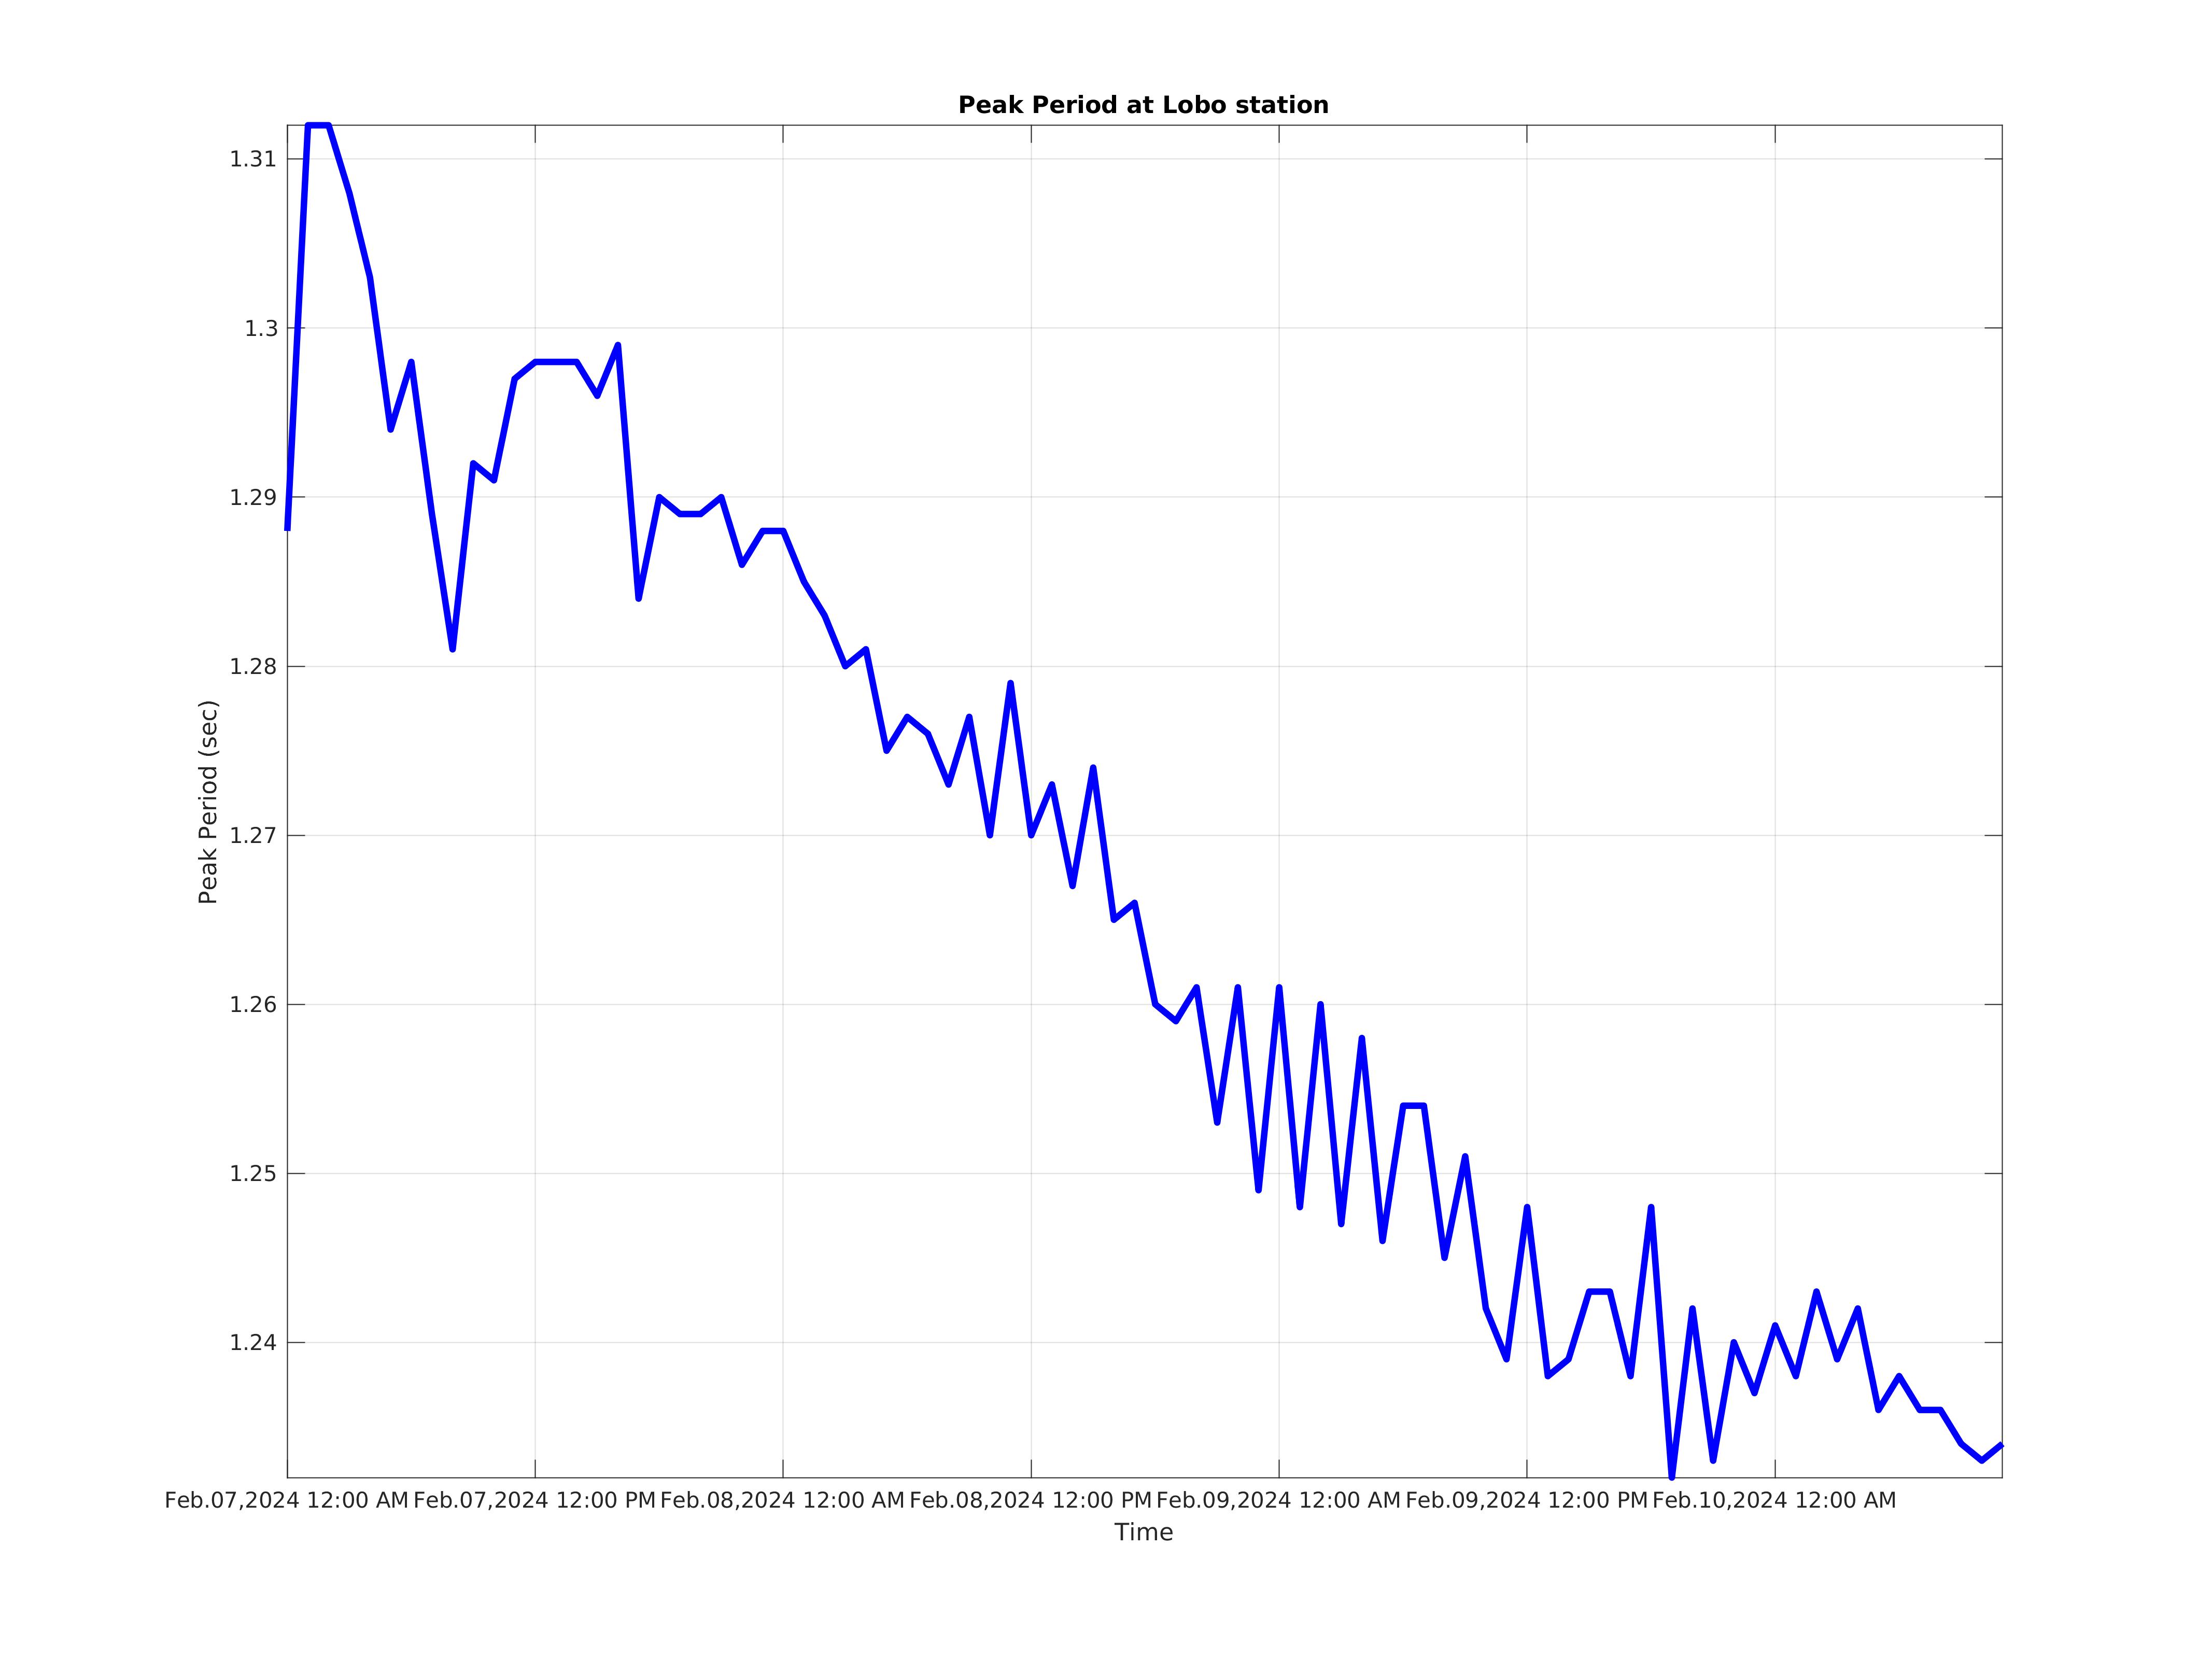 Peak Period at Lobo station
1.31
1.3
1.29
1.28
1.27
1.26
1.25
1.24
Peak Period (sec)
Feb.07,2024 12:00 AM Feb.07,2024 12:00 PM Feb.08,2024 12:00 AM Feb.08,2024 12:00 PM Feb.09,2024 12:00 AM Feb.09,2024 12:00 PM Feb.10,2024 12:00 AM
Time